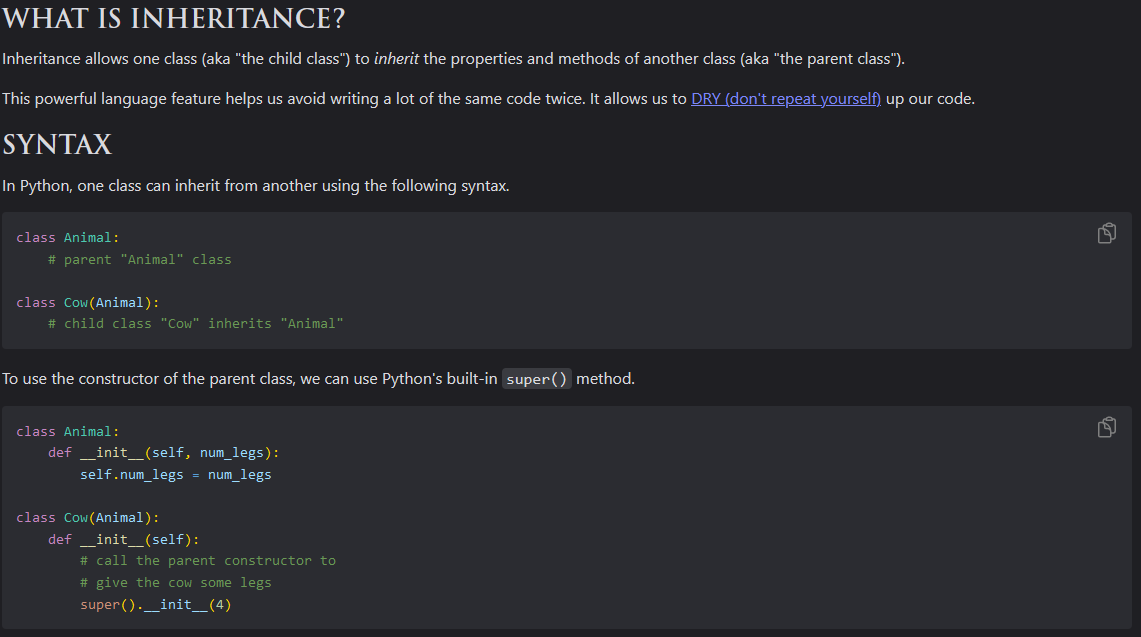 WHAT IS INHERITANCE?
Inheritance allows one class (aka "the child class") to inherit the properties and methods of another class (aka "the parent class").
This powerful language feature helps us avoid writing a lot of the same code twice. It allows us to DRY (don't repeat yourself) up our code.
SYNTAX
In Python, one class can inherit from another using the following syntax.
class Animal:
    # parent "Animal" class

class Cow(Animal):
    # child class "Cow" inherits "Animal"
To use the constructor of the parent class, we can use Python's built-in super() method.
class Animal:
    def __init__(self, num_legs):
        self.num_legs = num_legs

class Cow(Animal):
    def __init__(self):
        # call the parent constructor to
        # give the cow some legs
        super().__init__(4)